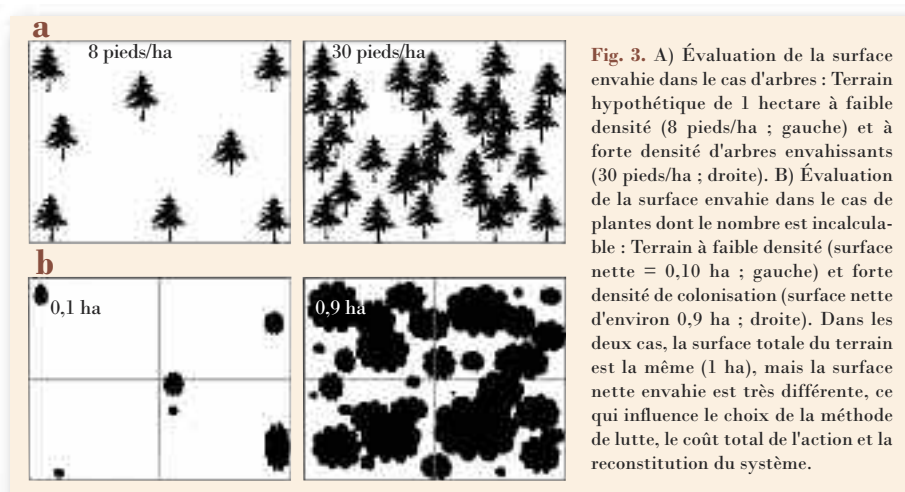 a
8 pieds/ha
30 pieds/ha
b
0,1 ha
0,9 ha
Fig. 3. A) Évaluation de la surface
envahie dans le cas d'arbres : Terrain
hypothétique de 1 hectare à faible
densité (8 pieds/ha ; gauche) et à
forte densité d'arbres envahissants
(30 pieds/ha ; droite). B) Évaluation
de la surface envahie dans le cas de
plantes dont le nombre est incalcula-
ble : Terrain à faible densité (surface
nette = 0,10 ha ; gauche) et forte
densité de colonisation (surface nette
d'environ 0,9 ha ; droite). Dans les
deux cas, la surface totale du terrain
est la même (1 ha), mais la surface
nette envahie est très différente, ce
qui influence le choix de la méthode
de lutte, le coût total de l'action et la
reconstitution du système.